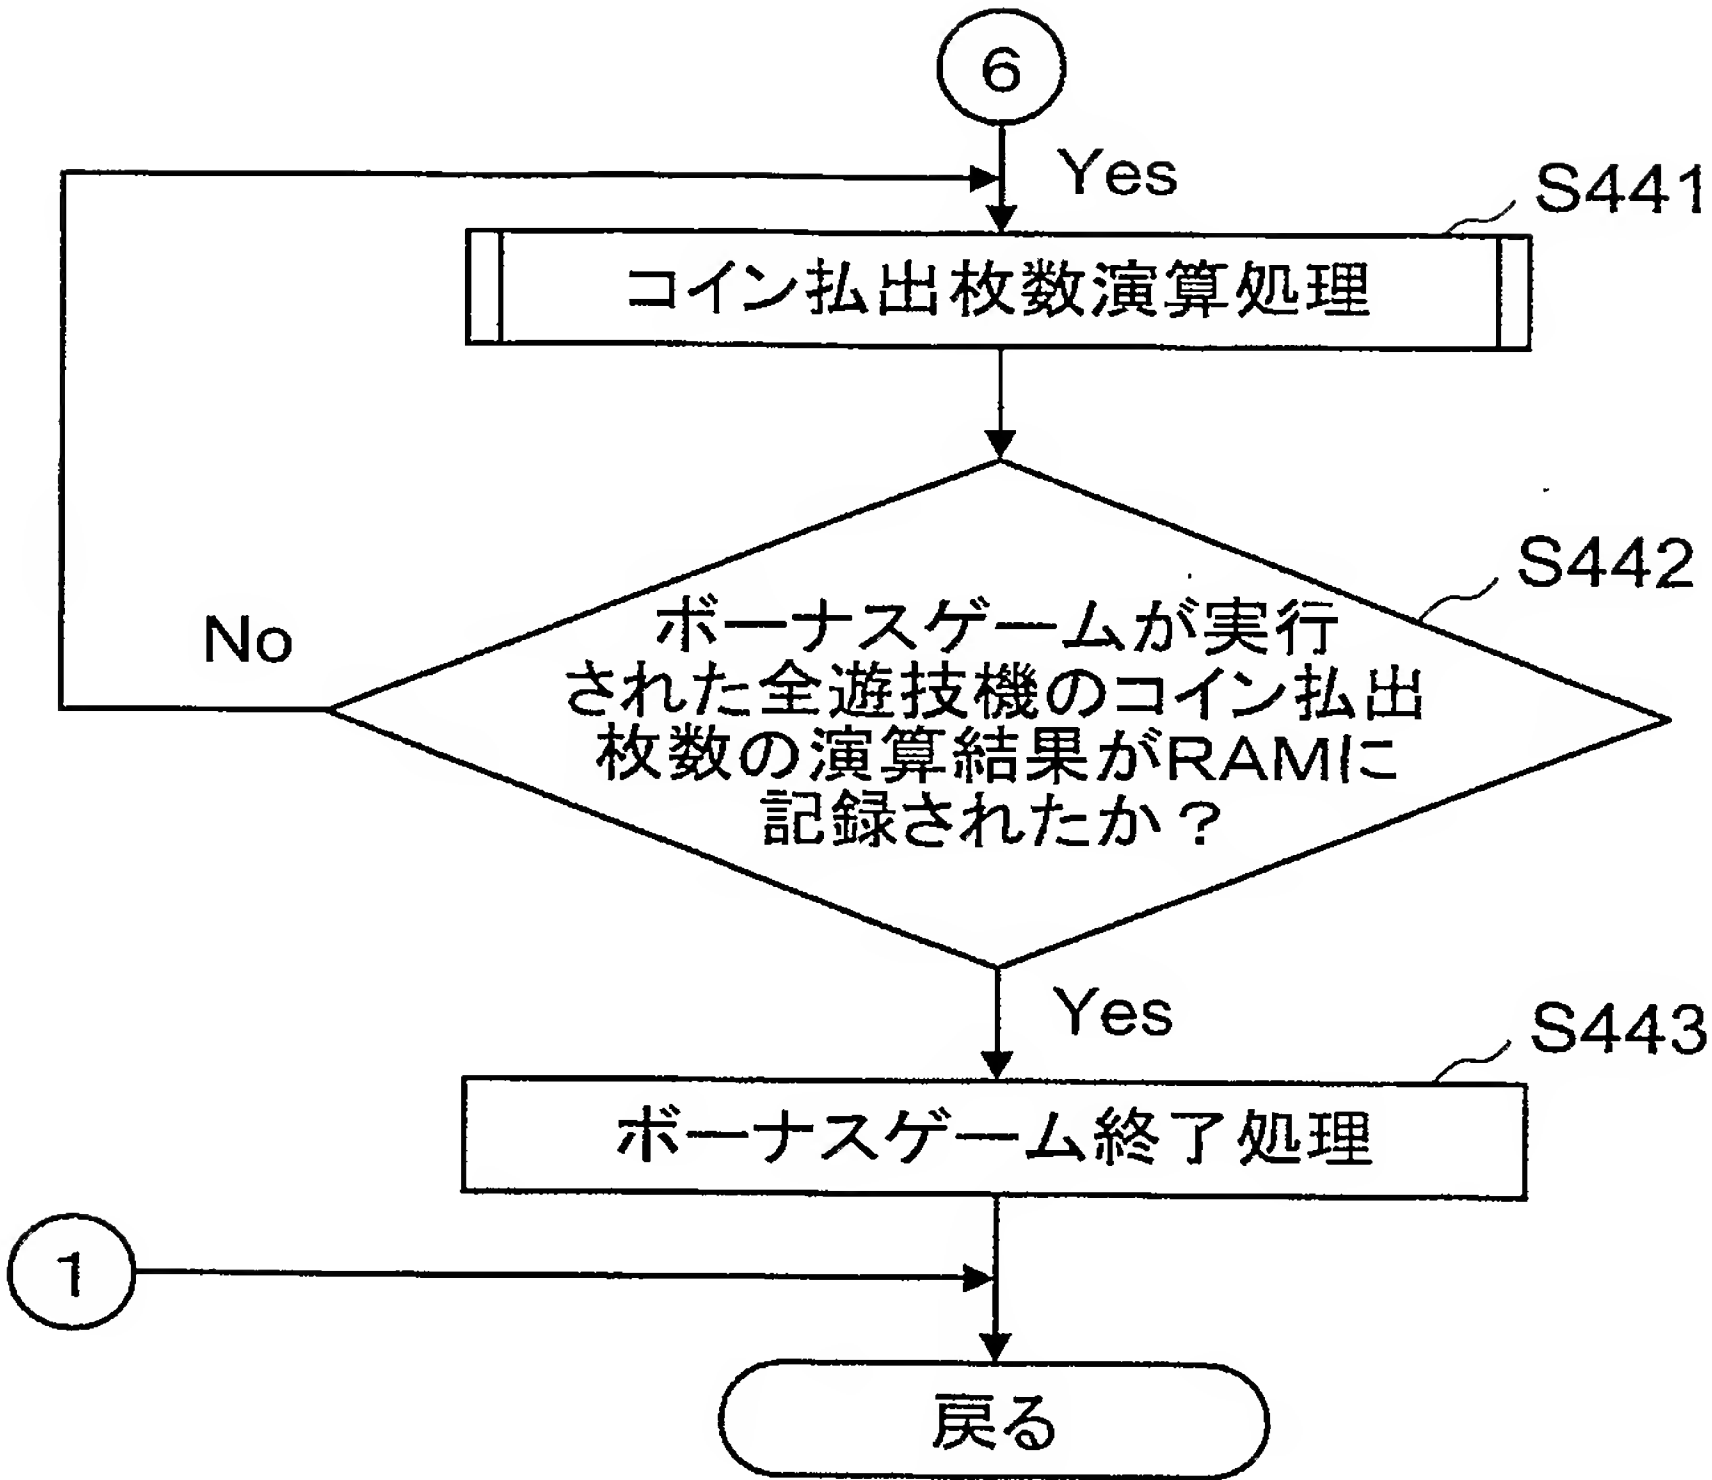 6
Yes
S441
コイン払出枚数演算処理
S442
No
ボーナスゲームが実行
された全遊技機のコイン払出
枚数の演算結果がRAMに
記録されたか?
Yes
S443
ボーナスゲーム終了処理
1
戻る